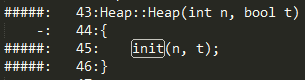 #####:   43:Heap::Heap(int n, bool t)
    -:   44:{
#####:   45:    init(n, t);
#####:   46:}